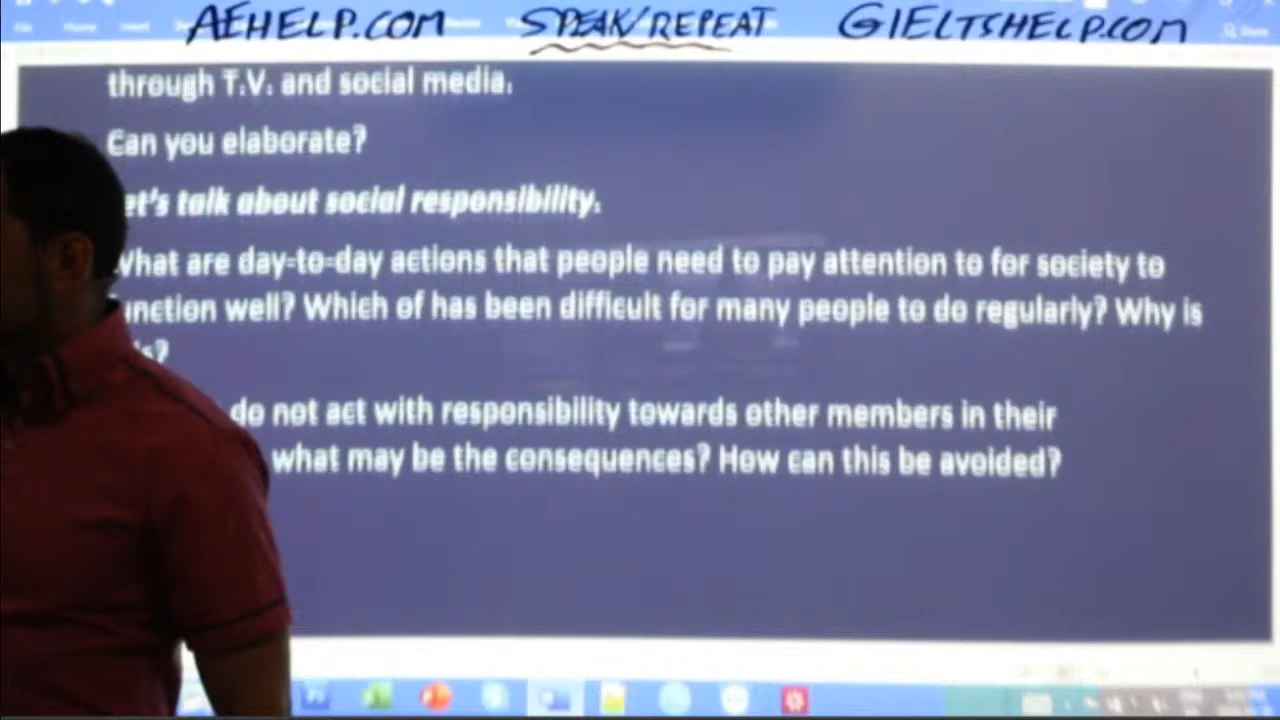 AEHELP.COM SPEAK/REPEAT GIELTSHELP.COM
through T.V. and social media.
Can you elaborate?
et's talk about social responsibility.
What are day-to-day actions that people need to pay attention to for society to
unction well? Which of has been difficult for many people to do regularly? Why is
is?
do not act with responsibility towards other members in their
what may be the consequences? How can this be avoided?